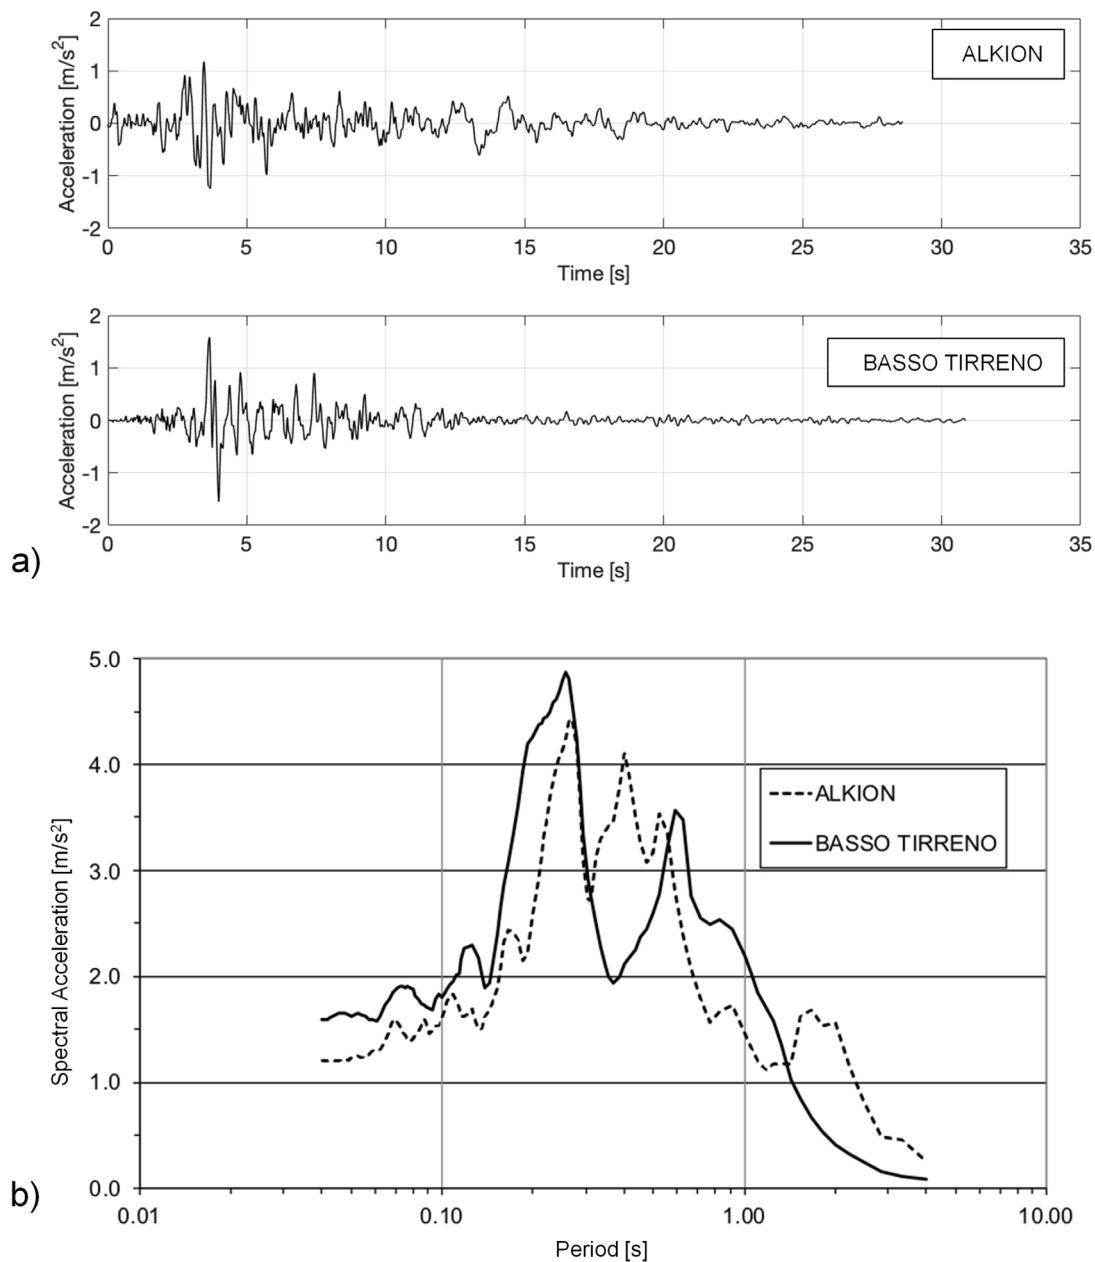 Acceleration [m/s²]
2
1
0
-1
-2
ALKION
0 5 10 15 20 25 30 35
Time [s]
Acceleration [m/s²]
2
1
0
-1
-2
BASSO TIRRENO
0 5 10 15 20 25 30 35
Time [s]
a)
Spectral Acceleration [m/s²]
5.0
4.0
3.0
2.0
1.0
0.0
ALKION
BASSO TIRRENO
0.01 0.10 1.00 10.00
Period [s]
b)